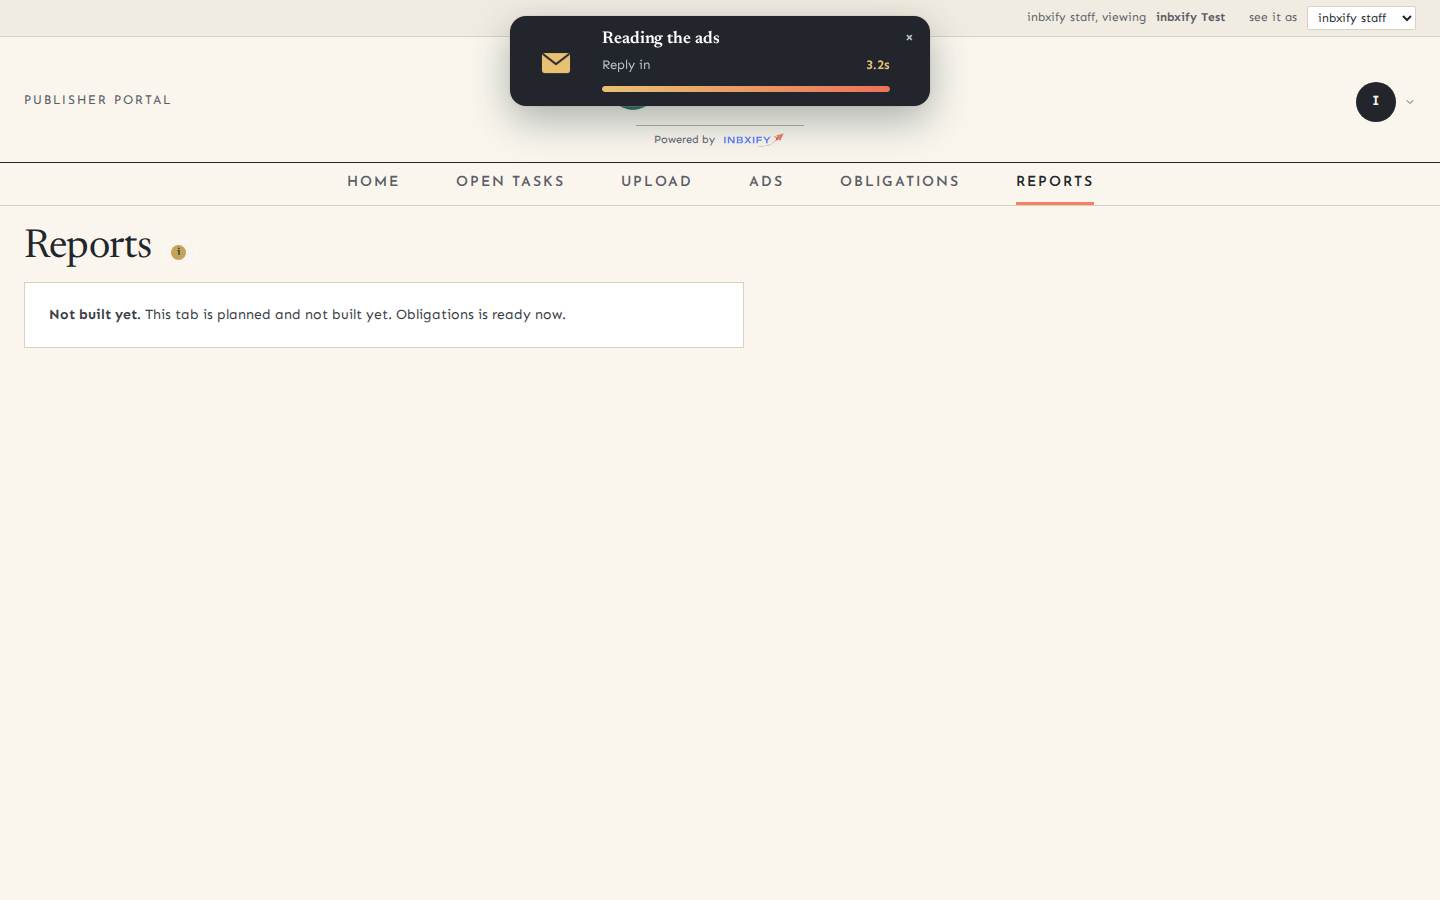 inbxify staff, viewing inbxify Test see it as inbxify staff
Reading the ads ×
Reply in 3.2s
PUBLISHER PORTAL
I
Powered by INBXIFY
HOME OPEN TASKS UPLOAD ADS OBLIGATIONS REPORTS
Reports i
Not built yet. This tab is planned and not built yet. Obligations is ready now.